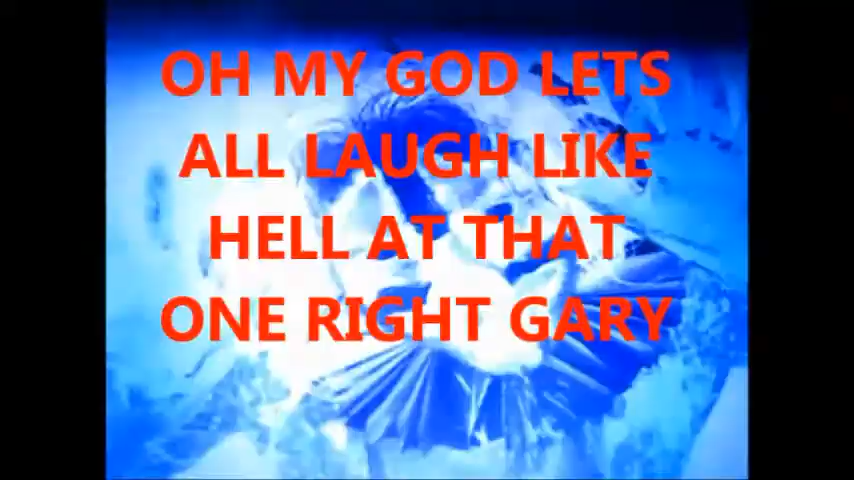 OH MY GOD LETS
ALL LAUGH LIKE
HELL AT THAT
ONE RIGHT GARY